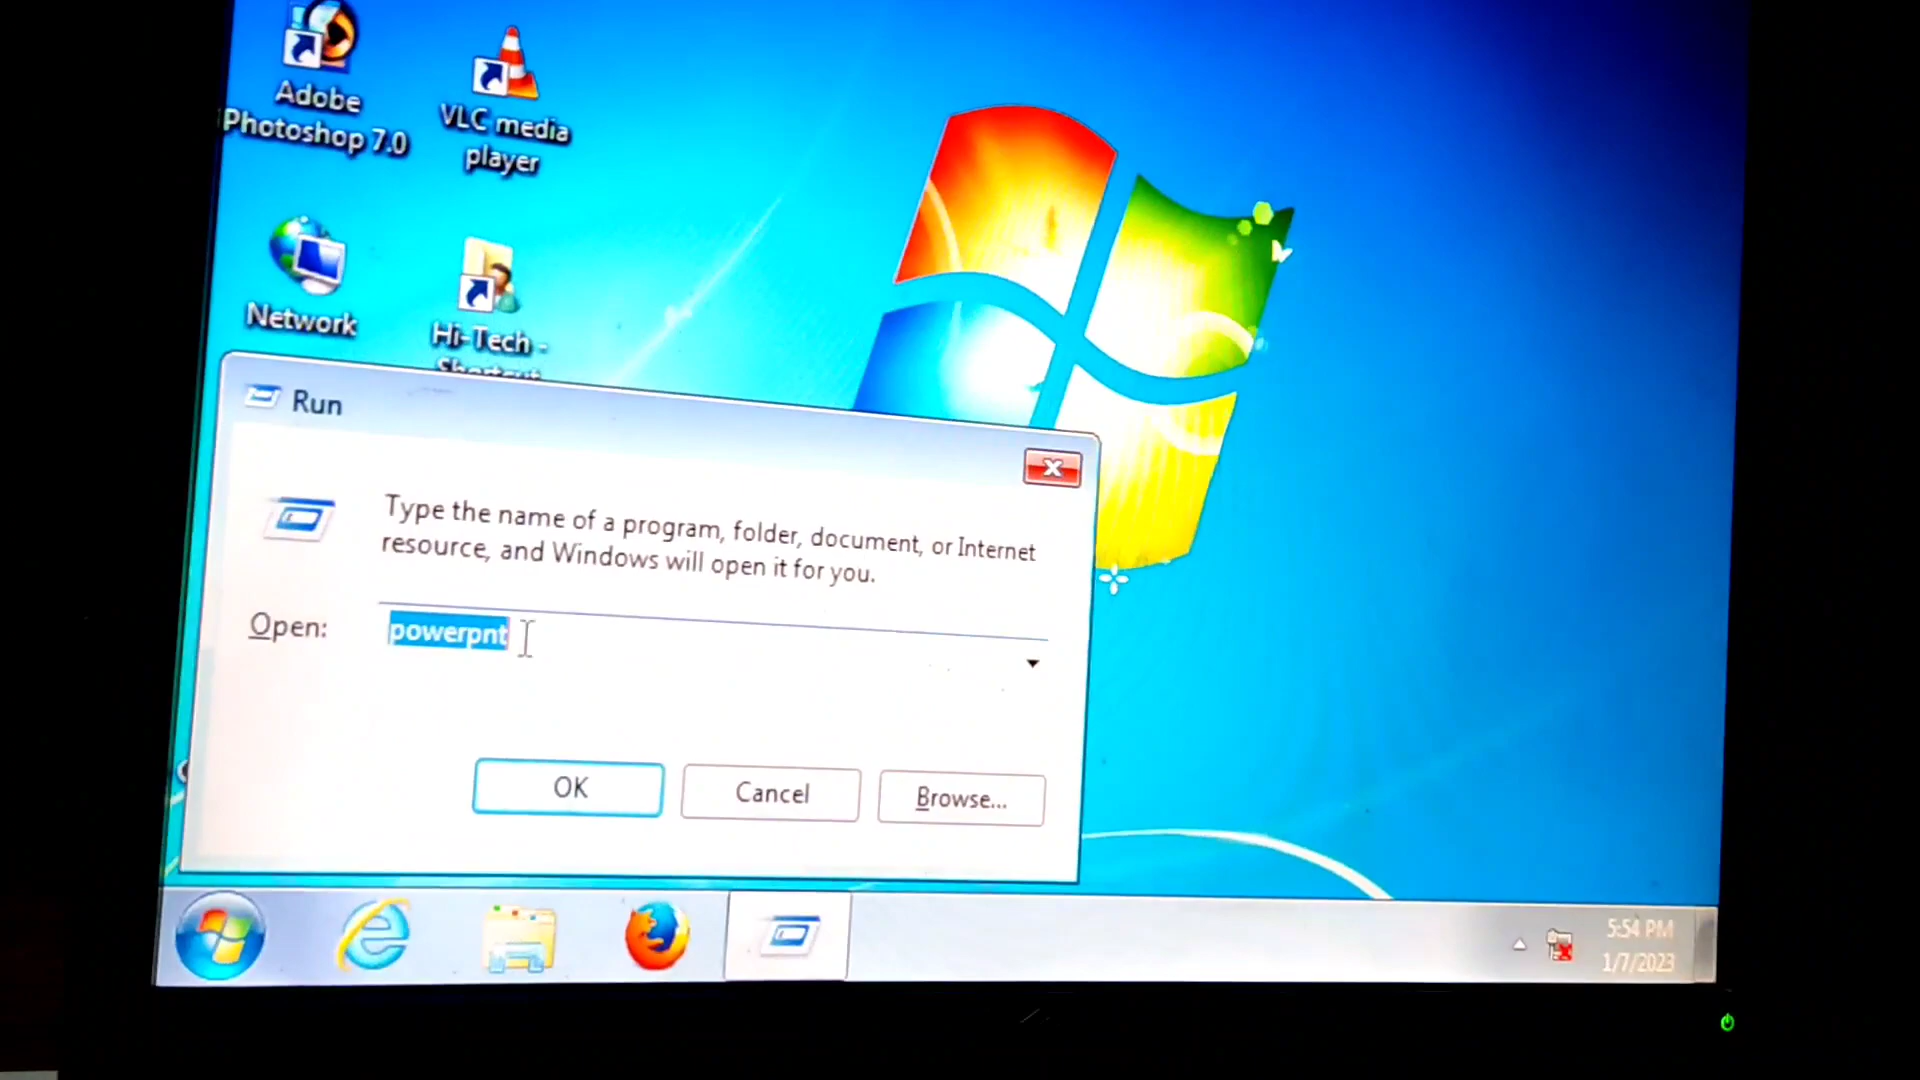 Adobe
Photoshop 7.0
VLC media
player
Network
Hi-Tech -
Shortcut
Run
Type the name of a program, folder, document, or Internet
resource, and Windows will open it for you.
Open:
powerpnt
OK
Cancel
Browse...
5:54 PM
1/7/2023